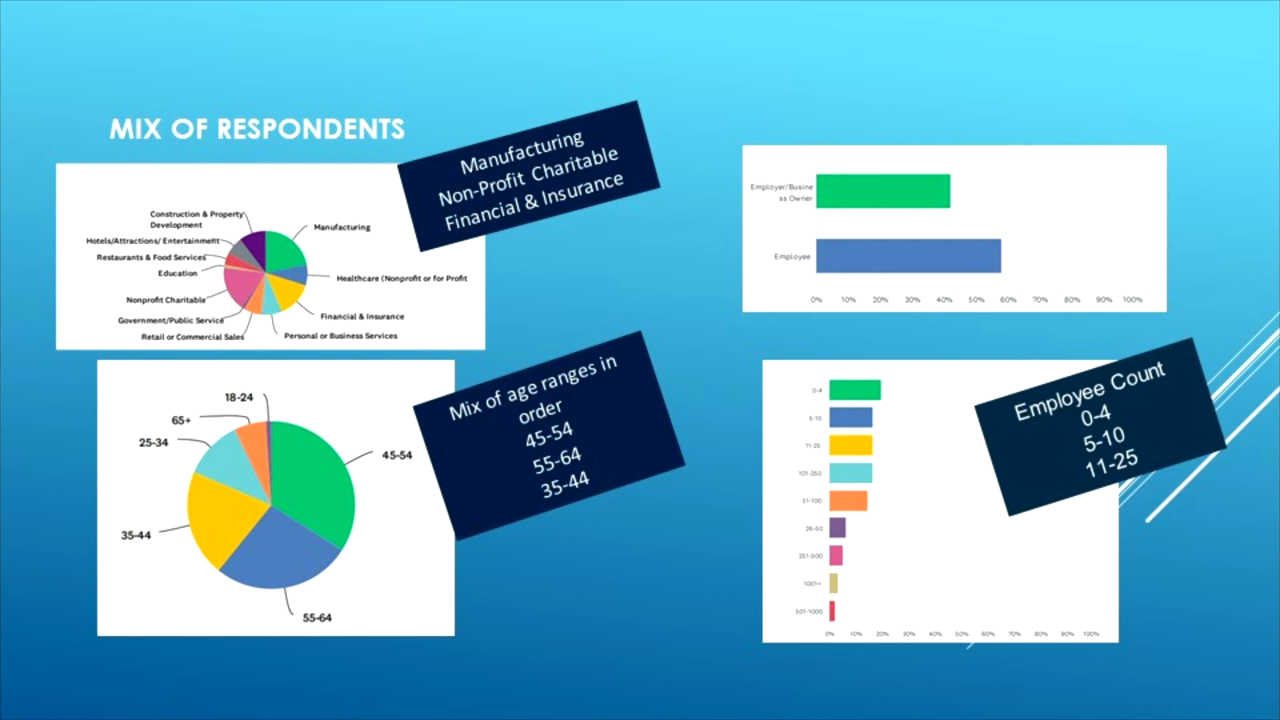 MIX OF RESPONDENTS
Manufacturing
Non-Profit Charitable
Financial & Insurance
Construction & Property
Development
Hotels/Attractions/ Entertainment
Restaurants & Food Services
Education
Nonprofit Charitable
Government/Public Service
Retail or Commercial Sales
Manufacturing
Healthcare (Nonprofit or for Profit
Financial & Insurance
Personal or Business Services
Employer/Busine
ss Owner
Employee
0% 10% 20% 30% 40% 50% 60% 70% 80% 90% 100%
18-24
65+
25-34
45-54
35-44
55-64
Mix of age ranges in
order
45-54
55-64
35-44
0-4
5-10
11-25
101-250
51-100
26-50
251-500
1001+
501-1000
0% 10% 20% 30% 40% 50% 60% 70% 80% 90% 100%
Employee Count
0-4
5-10
11-25